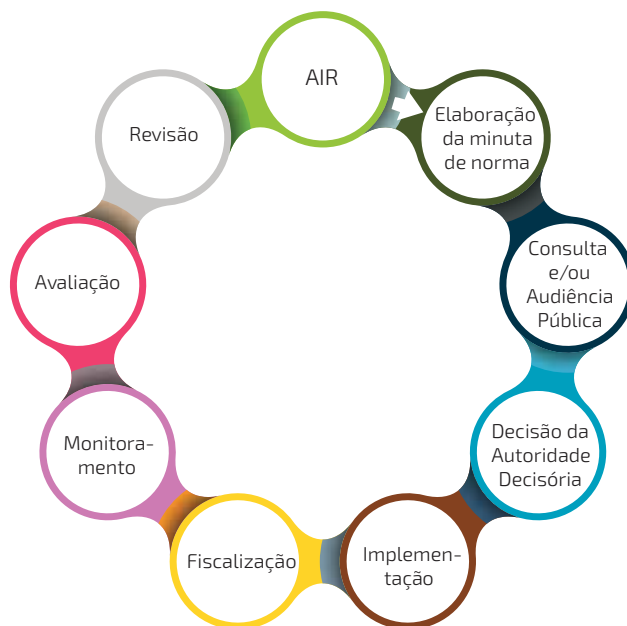 AIR
Elaboração
da minuta
de norma
Consulta
e/ou
Audiência
Pública
Decisão da
Autoridade
Decisória
Implemen-
tação
Fiscalização
Monitora-
mento
Avaliação
Revisão